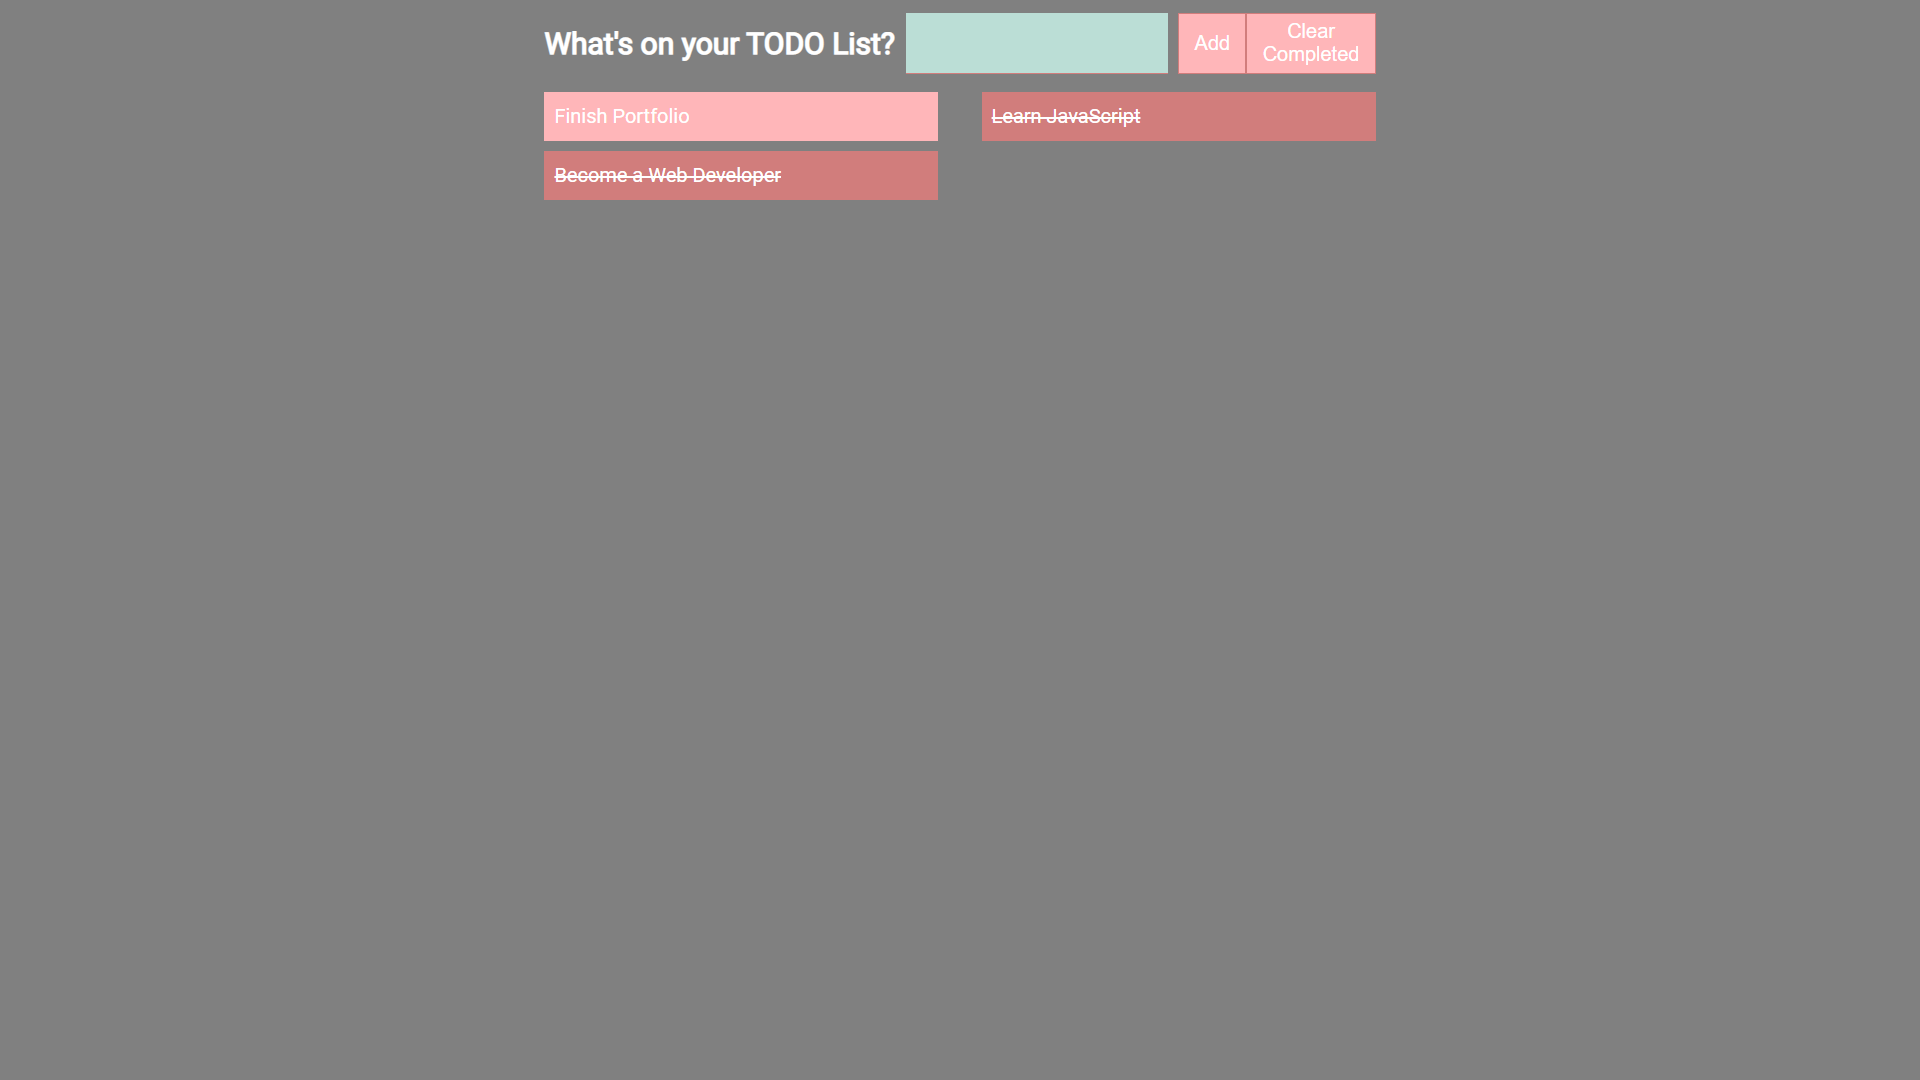 What's on your TODO List?
Add
Clear
Completed
Finish Portfolio
Learn JavaScript
Become a Web Developer